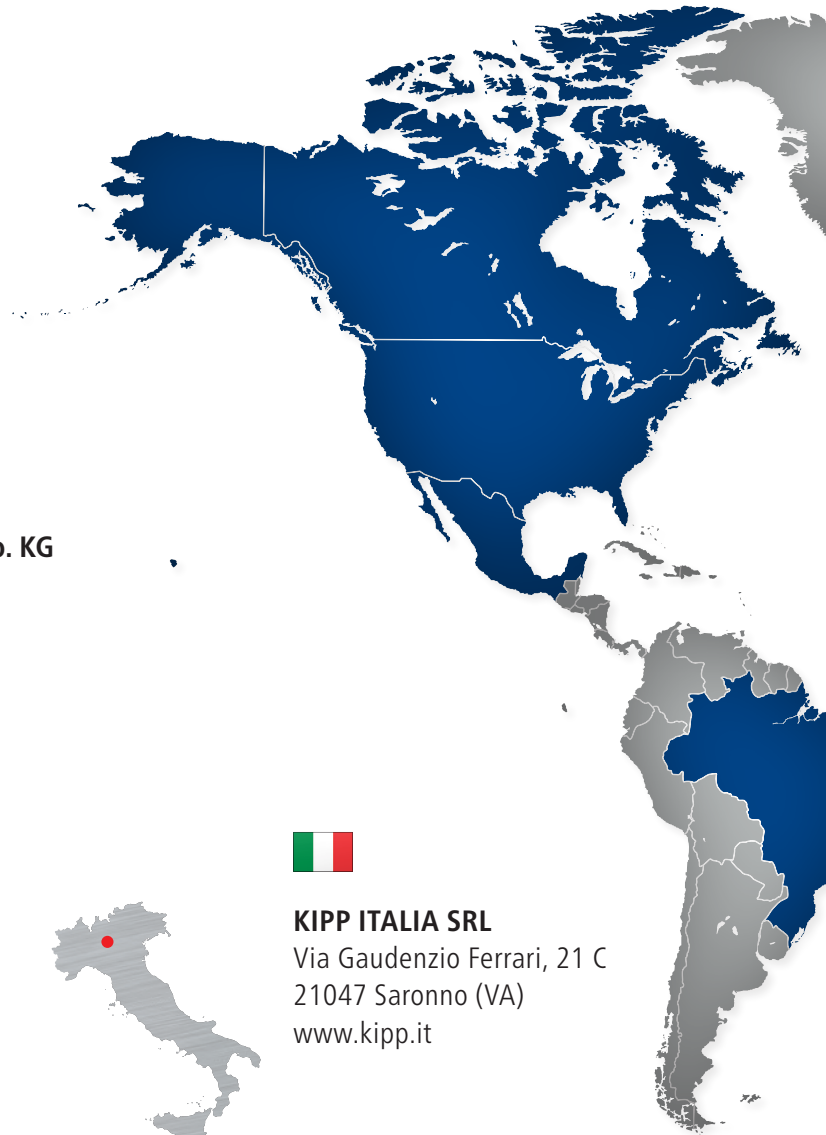 . KG
KIPP ITALIA SRL
Via Gaudenzio Ferrari, 21 C
21047 Saronno (VA)
www.kipp.it